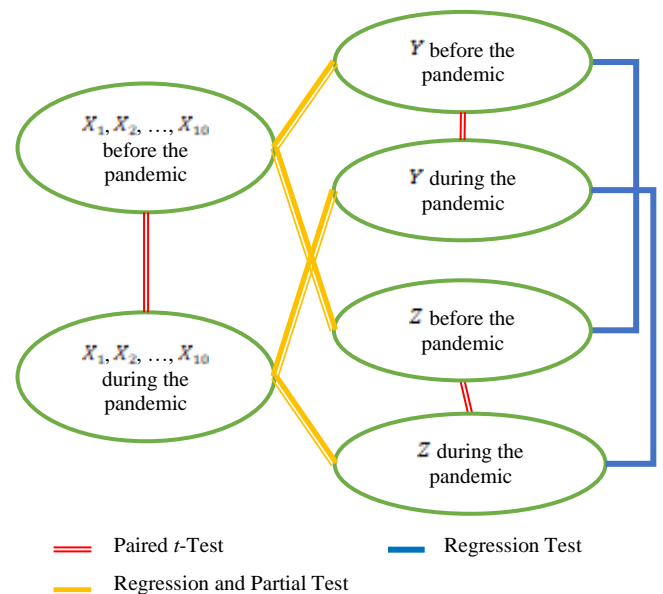 Y before the
pandemic
X₁, X₂, …, X₁₀
before the
pandemic
Y during the
pandemic
Z before the
pandemic
X₁, X₂, …, X₁₀
during the
pandemic
Z during the
pandemic
Paired t-Test
Regression Test
Regression and Partial Test